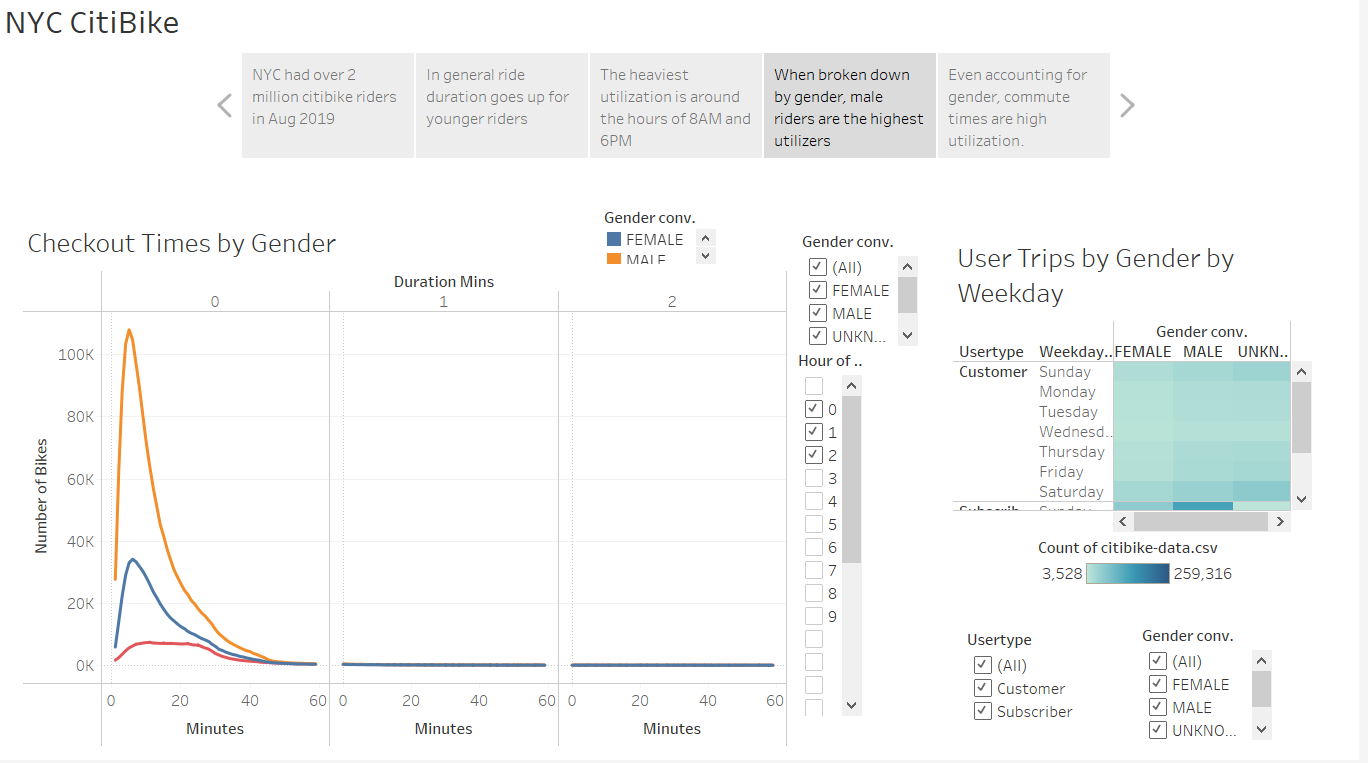 NYC CitiBike
NYC had over 2
million citibike riders
in Aug 2019
In general ride
duration goes up for
younger riders
The heaviest
utilization is around
the hours of 8AM and
6PM
When broken down
by gender, male
riders are the highest
utilizers
Even accounting for
gender, commute
times are high
utilization.
Checkout Times by Gender
Gender conv.
FEMALE
MALE
Duration Mins
0 1 2
Number of Bikes
100K
80K
60K
40K
20K
0K
0 20 40 60 0 20 40 60 0 20 40 60
Minutes Minutes Minutes
Gender conv.
(All)
FEMALE
MALE
UNKN...
Hour of ..
0
1
2
3
4
5
6
7
8
9
User Trips by Gender by
Weekday
Gender conv.
Usertype Weekday.. FEMALE MALE UNKN..
Customer Sunday
Monday
Tuesday
Wednesd..
Thursday
Friday
Saturday
Subscrib.. Sunday
Count of citibike-data.csv
3,528 259,316
Usertype
(All)
Customer
Subscriber
Gender conv.
(All)
FEMALE
MALE
UNKNO...